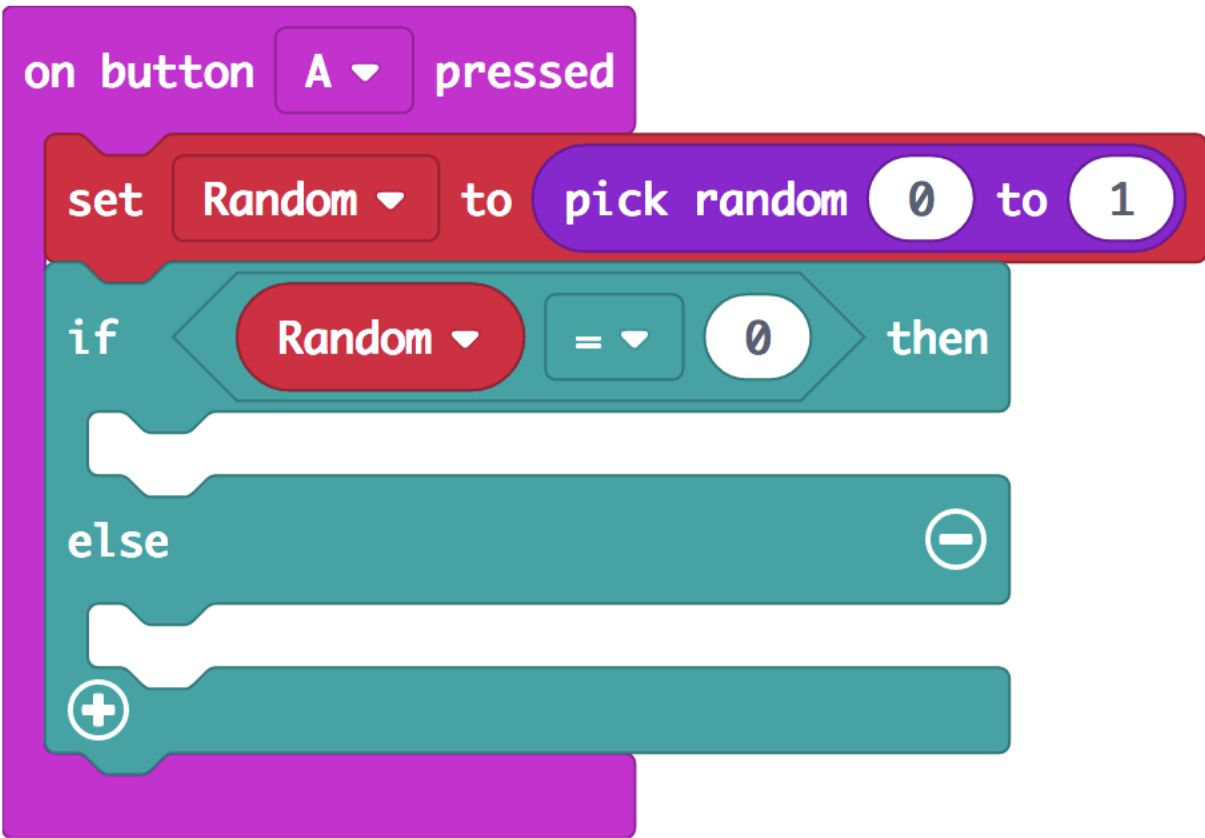 on button A pressed
set Random to pick random 0 to 1
if Random = 0 then
else